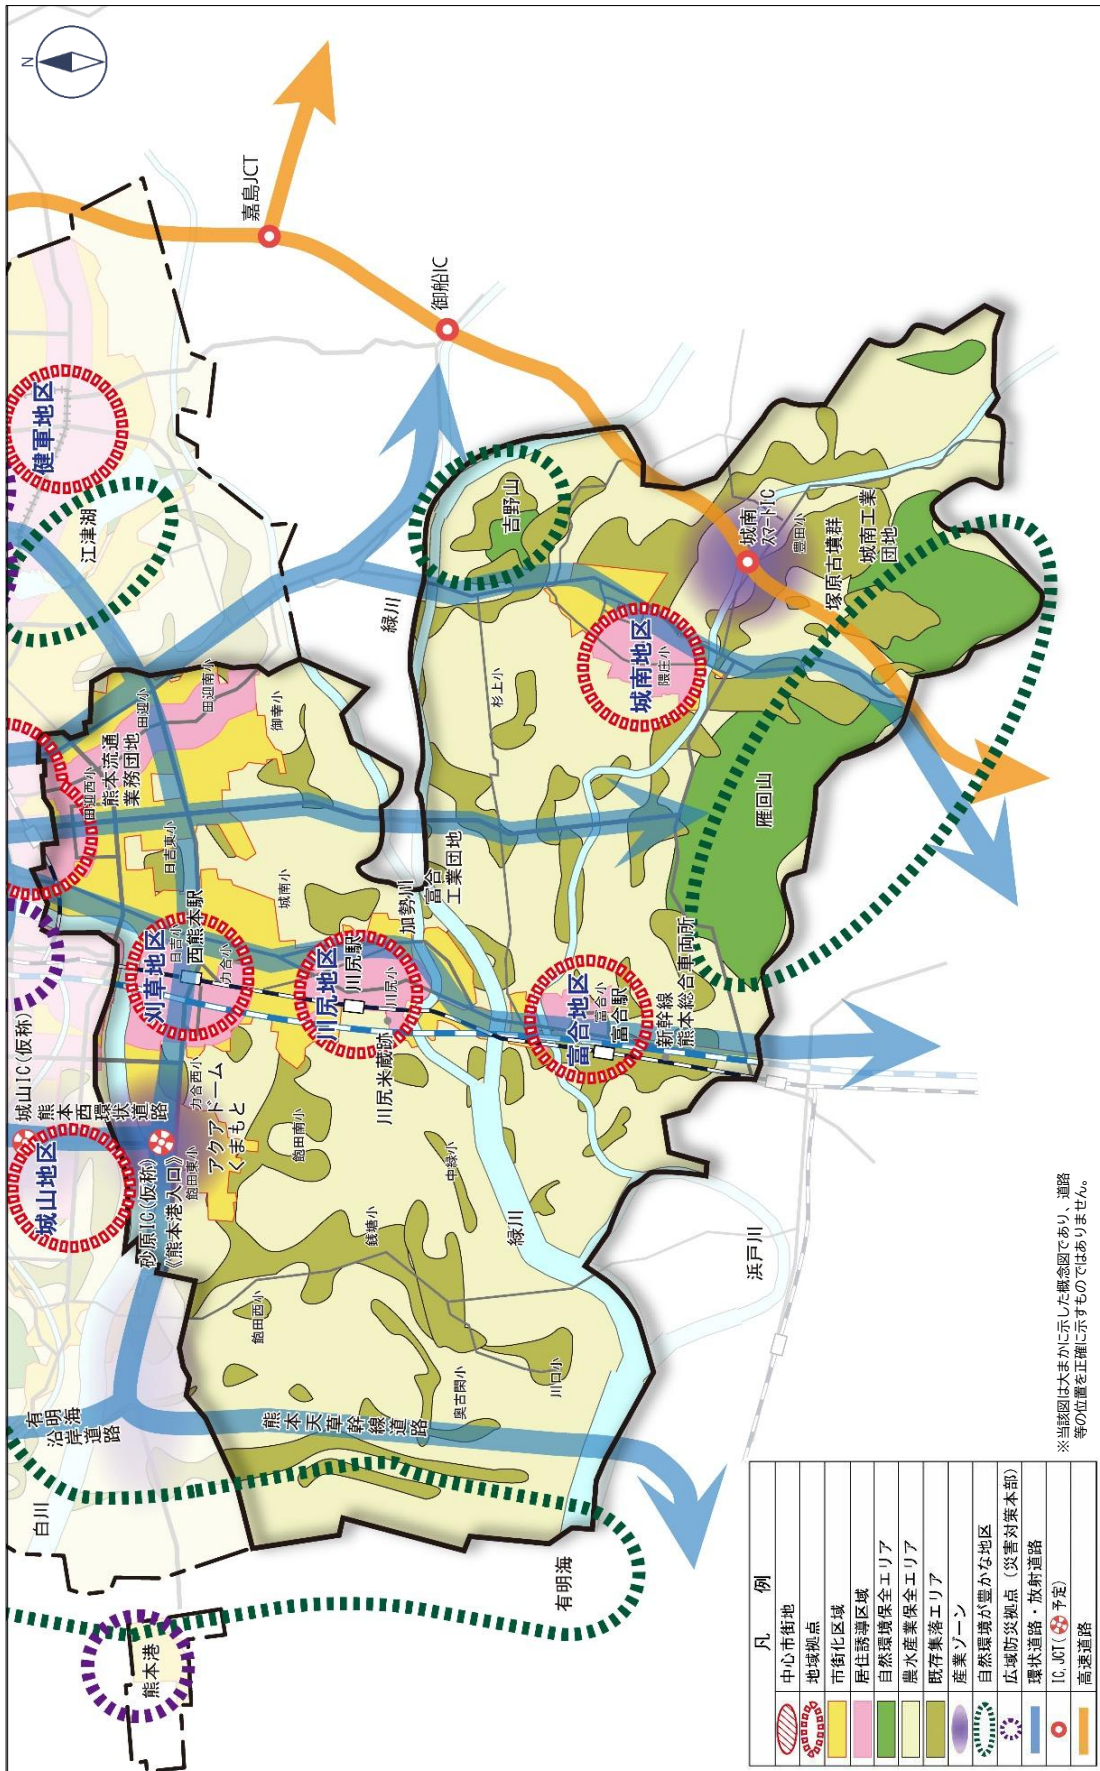 N
嘉島JCT
御船IC
健軍地区
江津湖
吉野山
緑川
城南
スマートIC
豊田小
塚原古墳群
城南工業
団地
城南地区
隈庄小
杉上小
雁回山
田迎南小
田迎小
御幸小
田迎西小
熊本流通
業務団地
日吉東小
城南小
加勢川
富合
工業団地
西熊本駅
日吉小
刈草地区
力合小
川尻地区
川尻駅
川尻小
川尻米蔵跡
富合地区
富合小
富合駅
新幹線
熊本総合車両所
城山IC(仮称)
熊本西環状道路
城山地区
砂原IC(仮称)
《熊本港入口》
力合西小
飽田東小
アクアドーム
くまもと
飽田南小
中緑小
銭塘小
緑川
浜戸川
飽田西小
奥古閑小
川口小
熊本天草幹線道路
有明海
沿岸道路
白川
有明海
熊本港
凡例
中心市街地
地域拠点
市街化区域
居住誘導区域
自然環境保全エリア
農水産業保全エリア
既存集落エリア
産業ゾーン
自然環境が豊かな地区
広域防災拠点（災害対策本部）
環状道路・放射道路
IC,JCT(予定)
高速道路
※当該図は大まかに示した概念図であり、道路
等の位置を正確に示すものではありません。